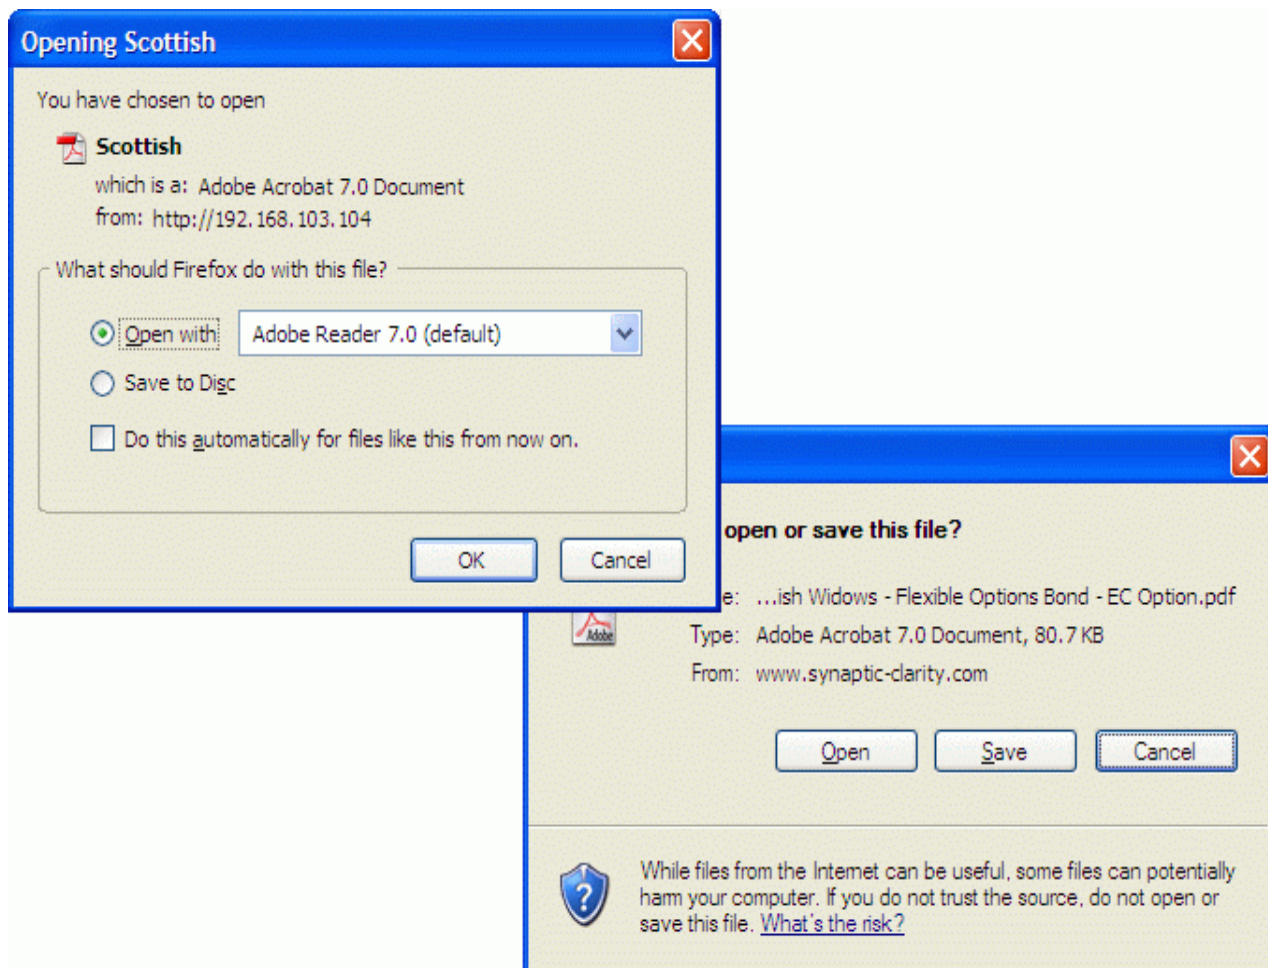 Opening Scottish
You have chosen to open
Scottish
which is a: Adobe Acrobat 7.0 Document
from: http://192.168.103.104
What should Firefox do with this file?
Open with Adobe Reader 7.0 (default)
Save to Disc
Do this automatically for files like this from now on.
OK Cancel
open or save this file?
e: ...ish Widows - Flexible Options Bond - EC Option.pdf
Adobe
Type: Adobe Acrobat 7.0 Document, 80.7 KB
From: www.synaptic-clarity.com
Open Save Cancel
While files from the Internet can be useful, some files can potentially
harm your computer. If you do not trust the source, do not open or
save this file. What's the risk?